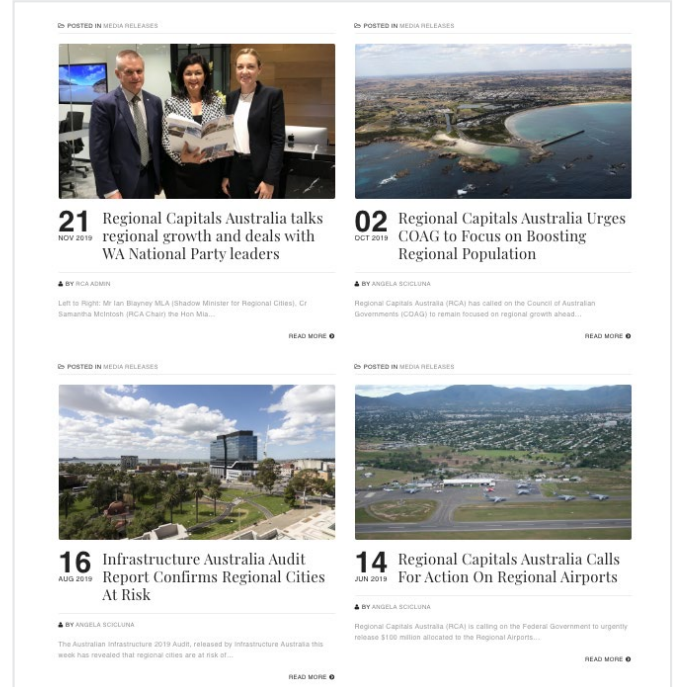 POSTED IN MEDIA RELEASES
21
NOV 2019
Regional Capitals Australia talks
regional growth and deals with
WA National Party leaders
BY RCA ADMIN
Left to Right: Mr Ian Blayney MLA (Shadow Minister for Regional Cities), Cr
Samantha McIntosh (RCA Chair) the Hon Mia...
READ MORE
POSTED IN MEDIA RELEASES
02
OCT 2019
Regional Capitals Australia Urges
COAG to Focus on Boosting
Regional Population
BY ANGELA SCICLUNA
Regional Capitals Australia (RCA) has called on the Council of Australian
Governments (COAG) to remain focused on regional growth ahead...
READ MORE
POSTED IN MEDIA RELEASES
16
AUG 2019
Infrastructure Australia Audit
Report Confirms Regional Cities
At Risk
BY ANGELA SCICLUNA
The Australian Infrastructure 2019 Audit, released by Infrastructure Australia this
week has revealed that regional cities are at risk of...
READ MORE
POSTED IN MEDIA RELEASES
14
JUN 2019
Regional Capitals Australia Calls
For Action On Regional Airports
BY ANGELA SCICLUNA
Regional Capitals Australia (RCA) is calling on the Federal Government to urgently
release $100 million allocated to the Regional Airports...
READ MORE